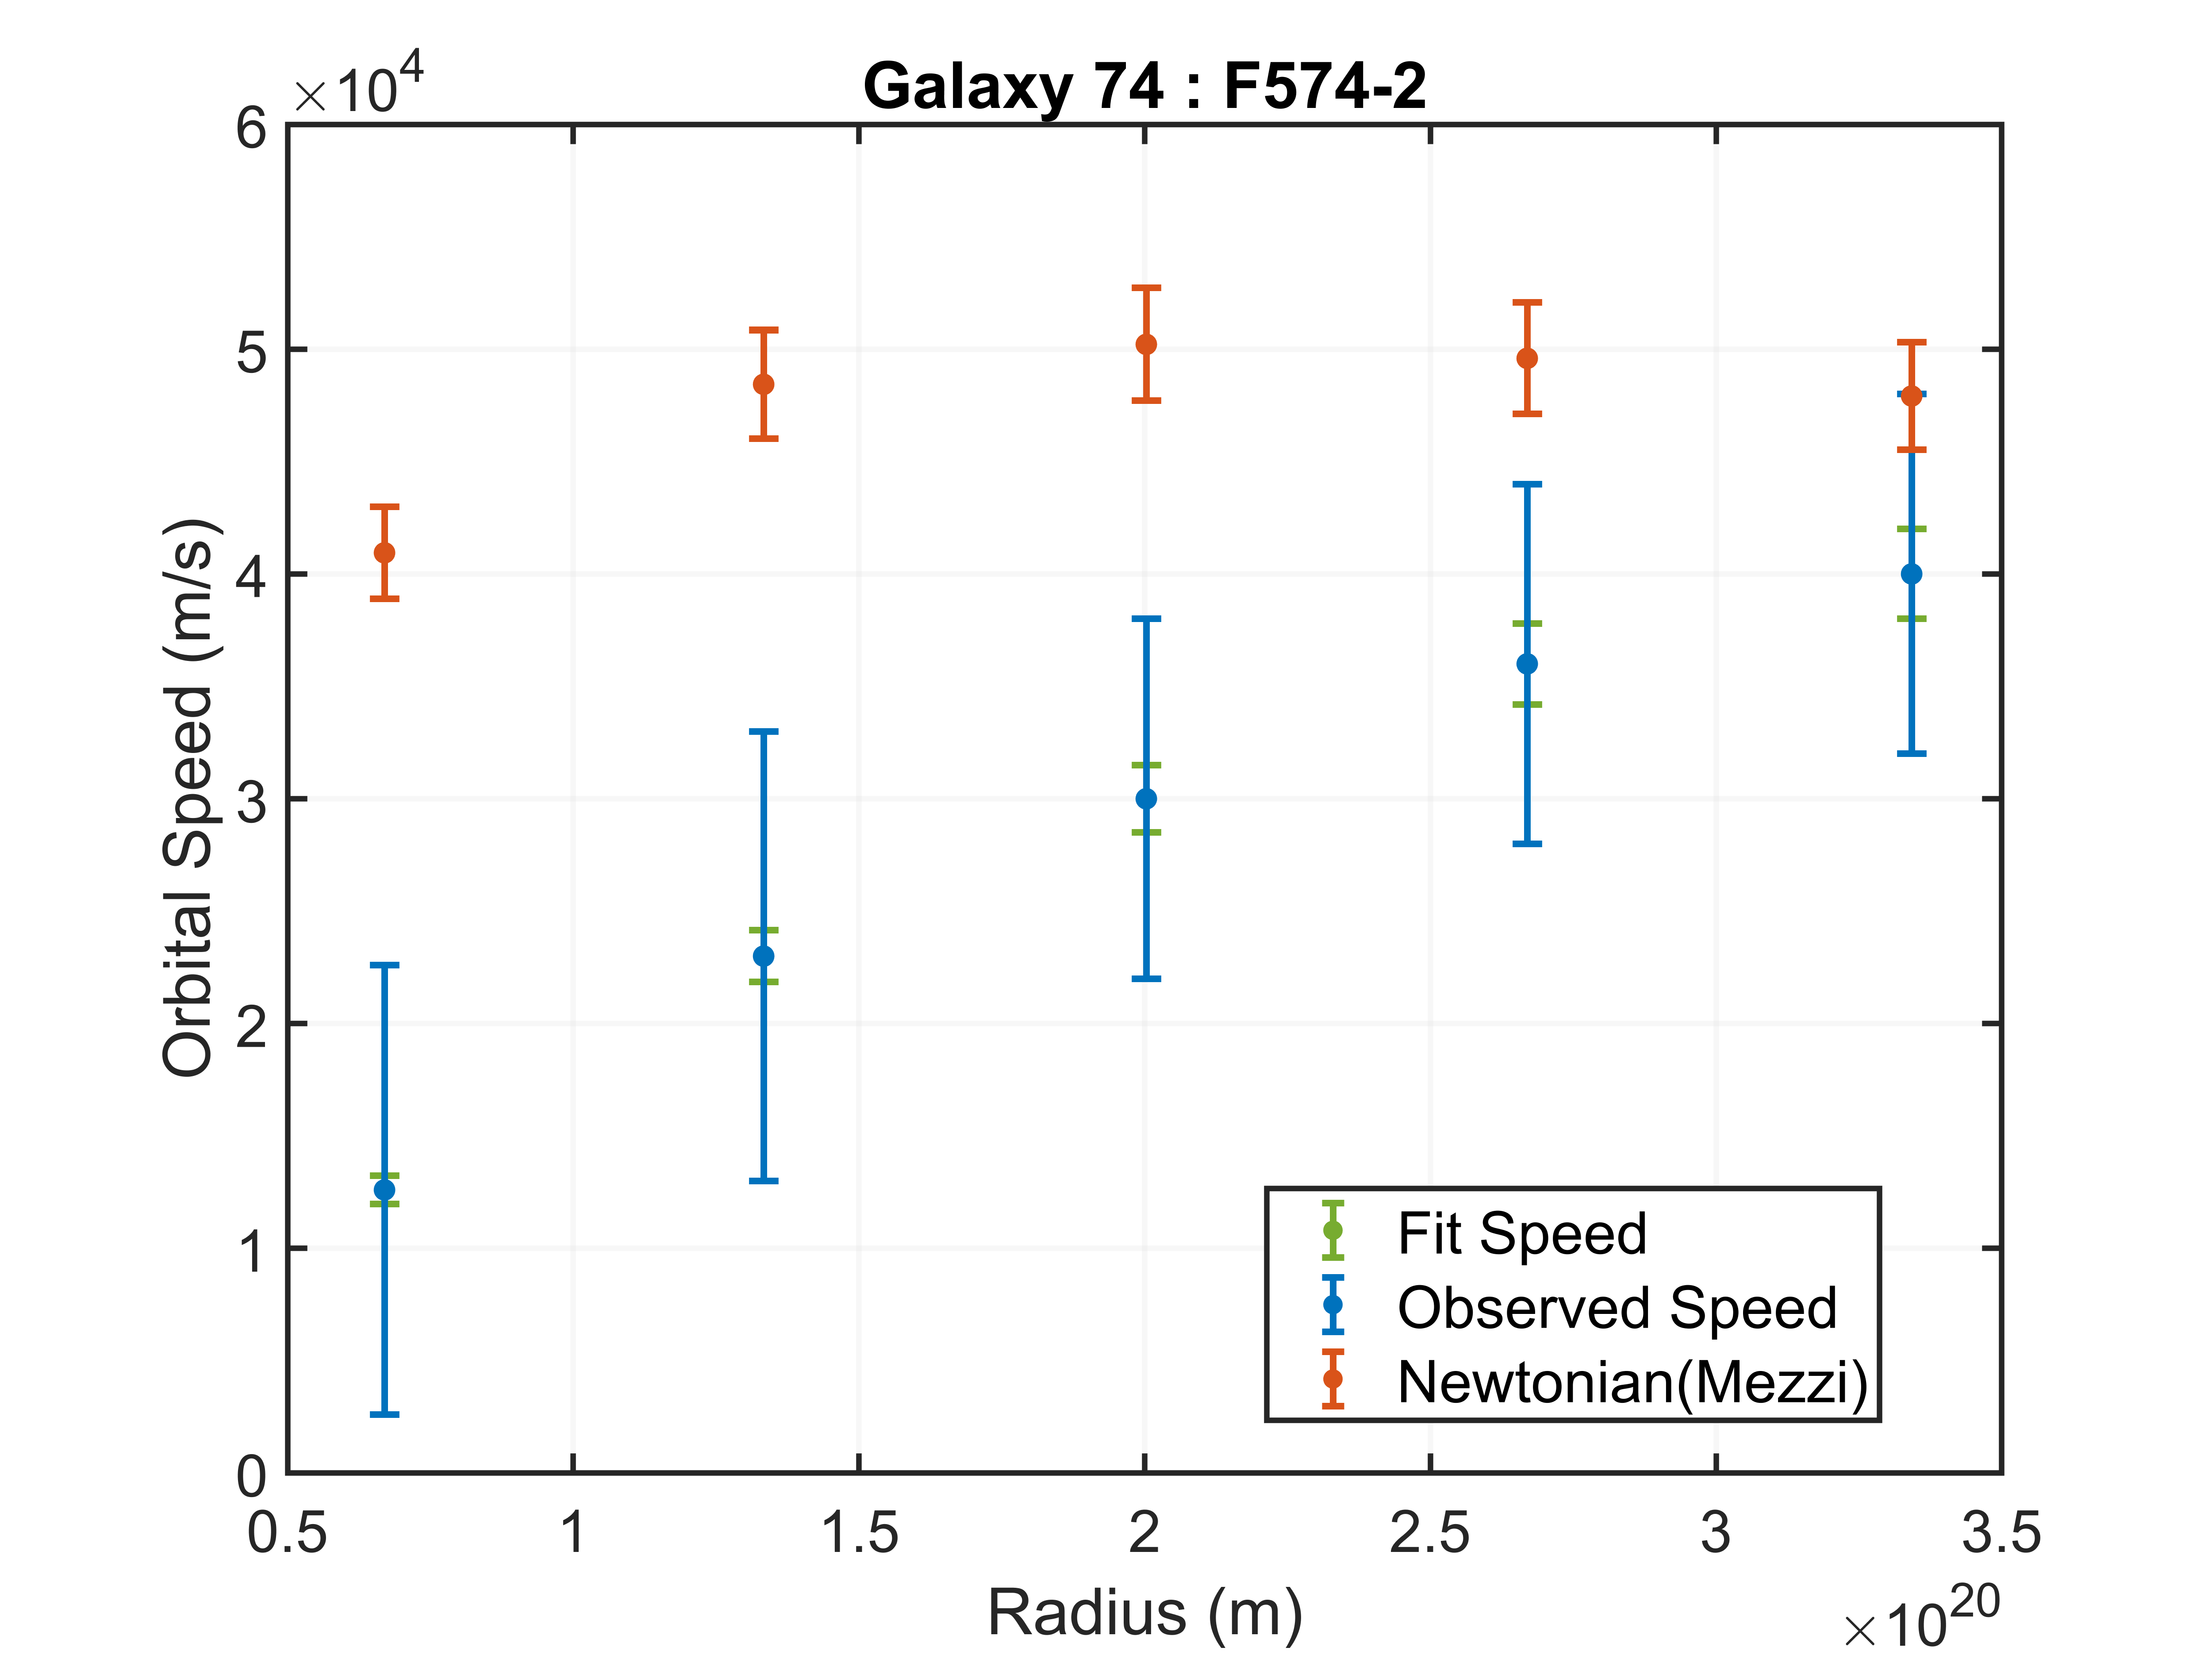 ×10^4
Galaxy 74 : F574-2
6
5
4
3
2
1
0
Orbital Speed (m/s)
Fit Speed
Observed Speed
Newtonian(Mezzi)
0.5 1 1.5 2 2.5 3 3.5
Radius (m)
×10^20